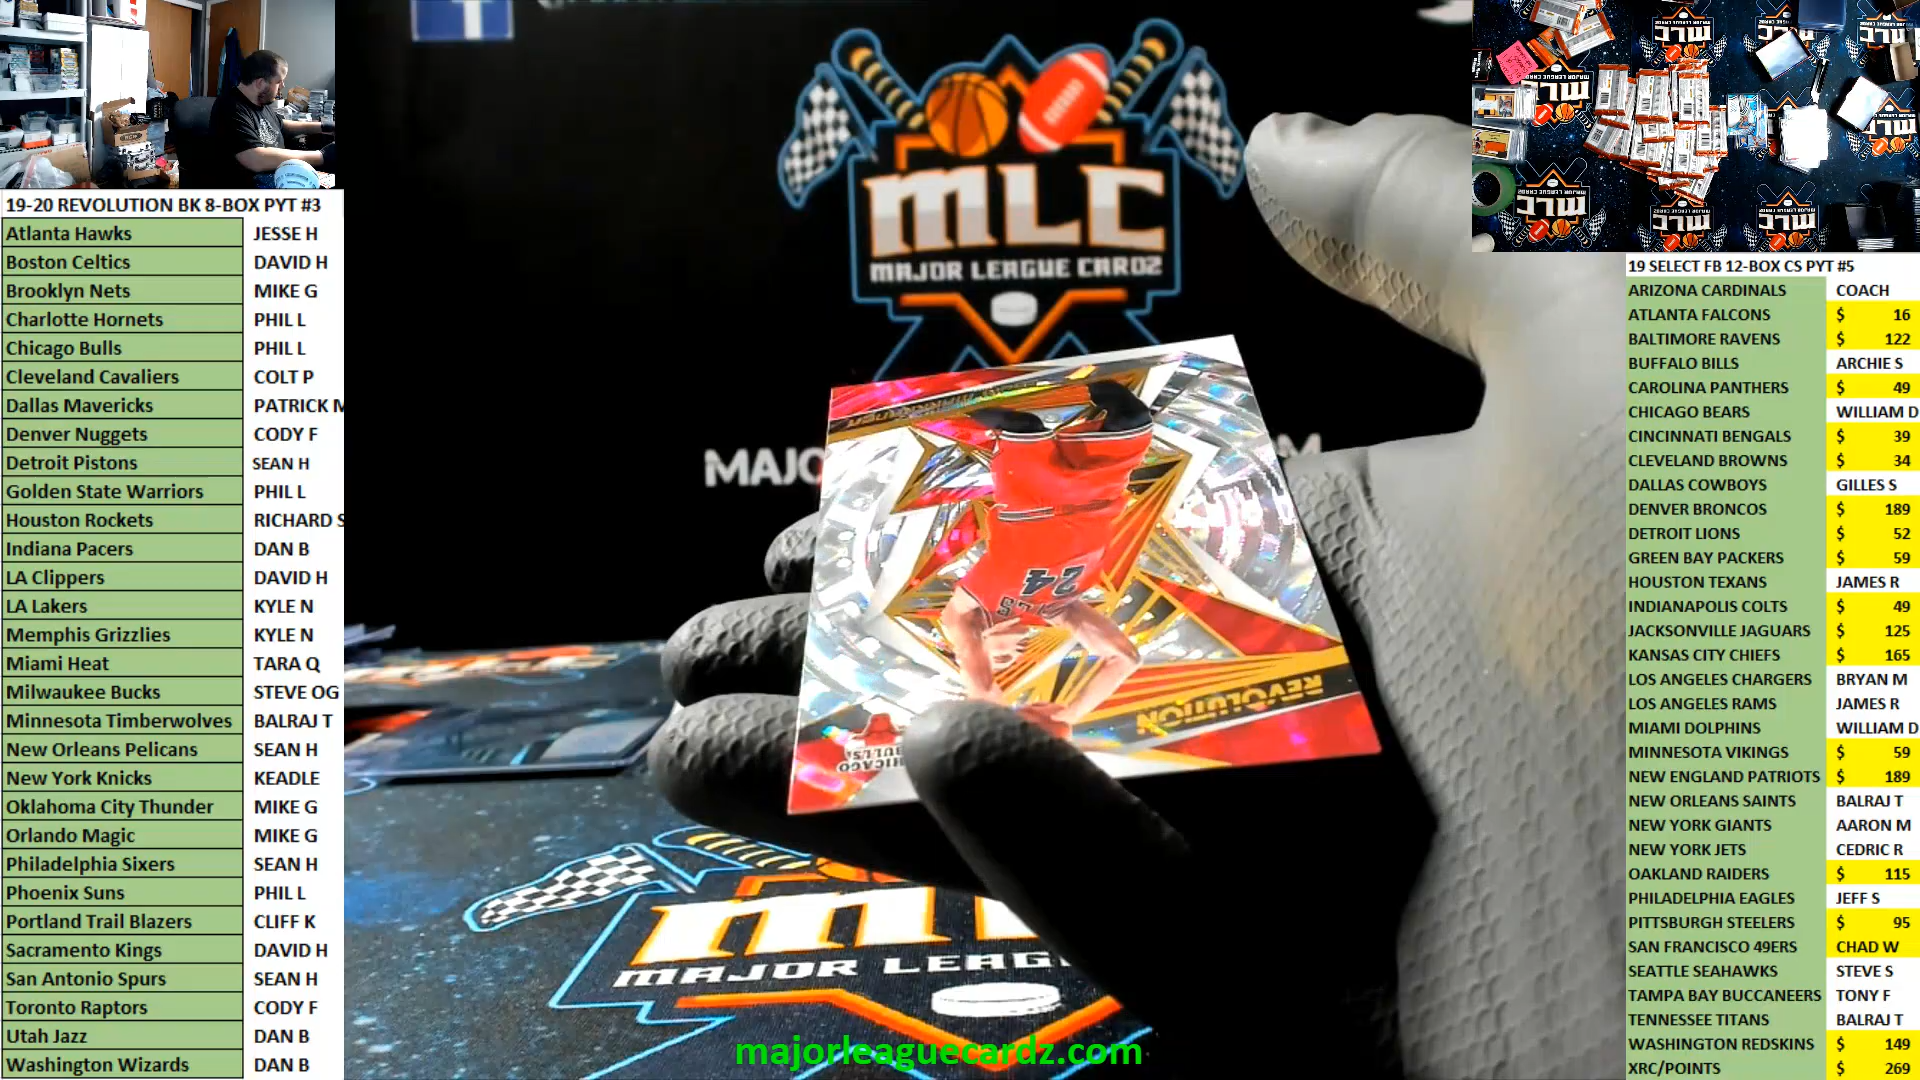 19-20 REVOLUTION BK 8-BOX PYT #3
Atlanta Hawks JESSE H
Boston Celtics DAVID H
Brooklyn Nets MIKE G
Charlotte Hornets PHIL L
Chicago Bulls PHIL L
Cleveland Cavaliers COLT P
Dallas Mavericks PATRICK M
Denver Nuggets CODY F
Detroit Pistons SEAN H
Golden State Warriors PHIL L
Houston Rockets RICHARD S
Indiana Pacers DAN B
LA Clippers DAVID H
LA Lakers KYLE N
Memphis Grizzlies KYLE N
Miami Heat TARA Q
Milwaukee Bucks STEVE OG
Minnesota Timberwolves BALRAJ T
New Orleans Pelicans SEAN H
New York Knicks KEADLE
Oklahoma City Thunder MIKE G
Orlando Magic MIKE G
Philadelphia Sixers SEAN H
Phoenix Suns PHIL L
Portland Trail Blazers CLIFF K
Sacramento Kings DAVID H
San Antonio Spurs SEAN H
Toronto Raptors CODY F
Utah Jazz DAN B
Washington Wizards DAN B
MLC
MAJOR LEAGUE CARDZ
MAJO
24
REVOLUTION
CHICAGO
BULLS
MAJOR LEAG
majorleaguecardz.com
19 SELECT FB 12-BOX CS PYT #5
ARIZONA CARDINALS COACH
ATLANTA FALCONS $ 16
BALTIMORE RAVENS $ 122
BUFFALO BILLS ARCHIE S
CAROLINA PANTHERS $ 49
CHICAGO BEARS WILLIAM D
CINCINNATI BENGALS $ 39
CLEVELAND BROWNS $ 34
DALLAS COWBOYS GILLES S
DENVER BRONCOS $ 189
DETROIT LIONS $ 52
GREEN BAY PACKERS $ 59
HOUSTON TEXANS JAMES R
INDIANAPOLIS COLTS $ 49
JACKSONVILLE JAGUARS $ 125
KANSAS CITY CHIEFS $ 165
LOS ANGELES CHARGERS BRYAN M
LOS ANGELES RAMS JAMES R
MIAMI DOLPHINS WILLIAM D
MINNESOTA VIKINGS $ 59
NEW ENGLAND PATRIOTS $ 189
NEW ORLEANS SAINTS BALRAJ T
NEW YORK GIANTS AARON M
NEW YORK JETS CEDRIC R
OAKLAND RAIDERS $ 115
PHILADELPHIA EAGLES JEFF S
PITTSBURGH STEELERS $ 95
SAN FRANCISCO 49ERS CHAD W
SEATTLE SEAHAWKS STEVE S
TAMPA BAY BUCCANEERS TONY F
TENNESSEE TITANS BALRAJ T
WASHINGTON REDSKINS $ 149
XRC/POINTS $ 269